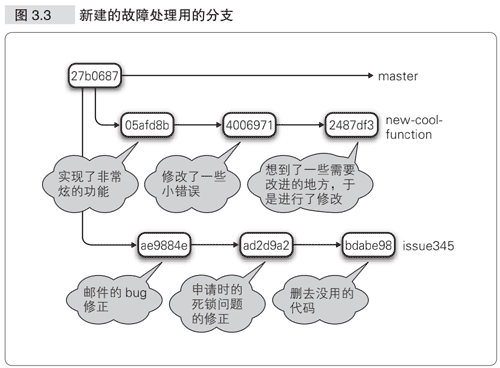 图 3.3 新建的故障处理用的分支
27b0687
master
05afd8b
4006971
2487df3
new-cool-
function
实现了非常
炫的功能
修改了一些
小错误
想到了一些需要
改进的地方，于
是进行了修改
ae9884e
ad2d9a2
bdabe98
issue345
邮件的 bug
修正
申请时的
死锁问题
的修正
删去没用的
代码